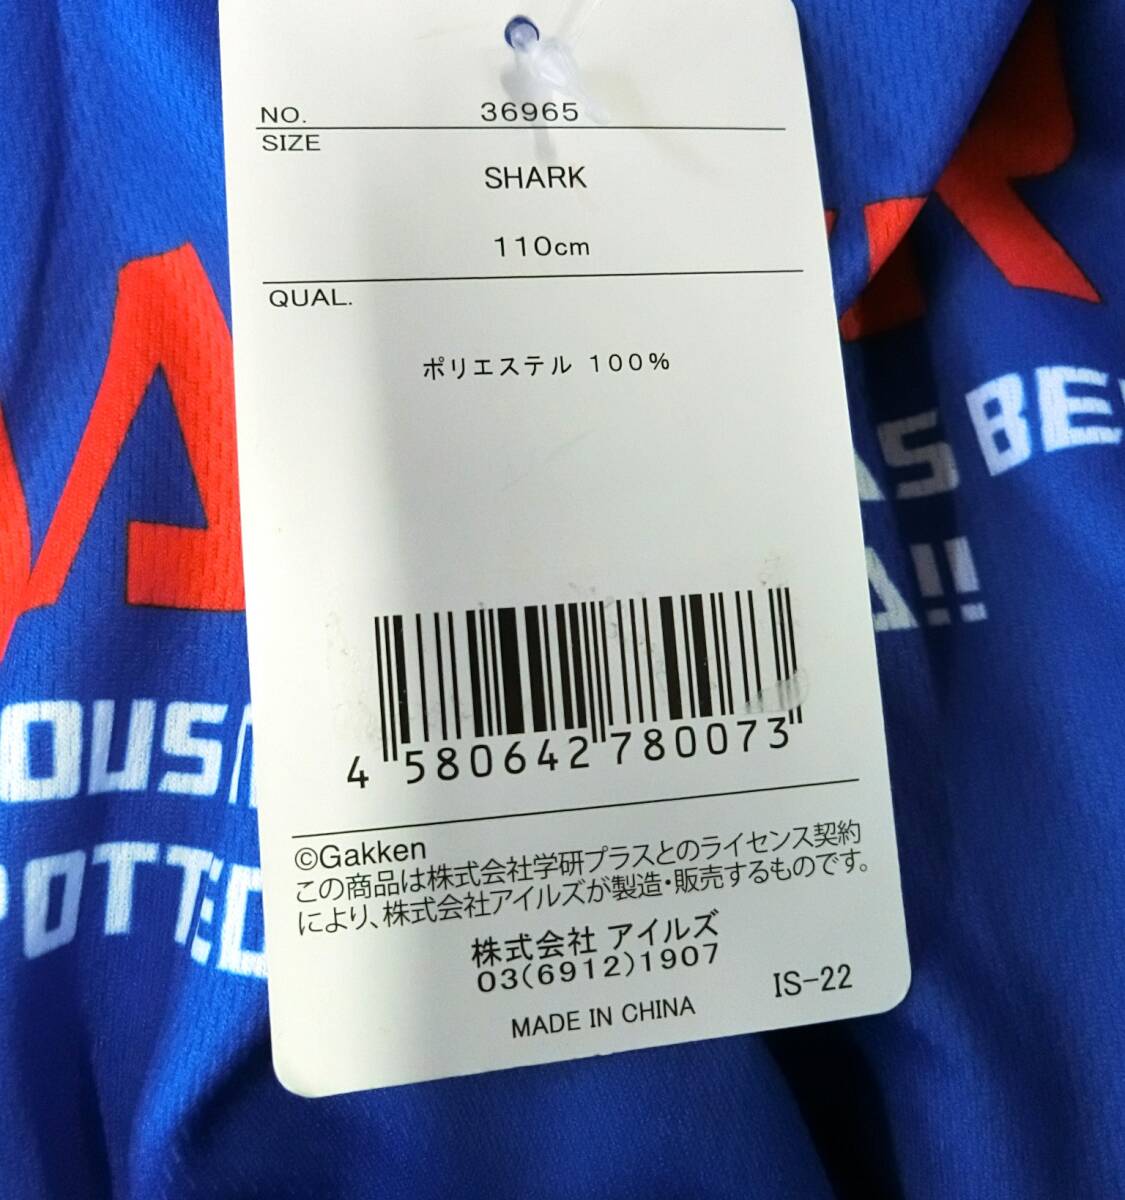 NO. 36965
SIZE
SHARK
110cm
QUAL.
ポリエステル 100%
4 580642 780073
©Gakken
この商品は株式会社学研プラスとのライセンス契約
により、株式会社アイルズが製造・販売するものです。
株式会社 アイルズ
03(6912)1907
IS-22
MADE IN CHINA
AS BE
A!!
OUS
POTTED